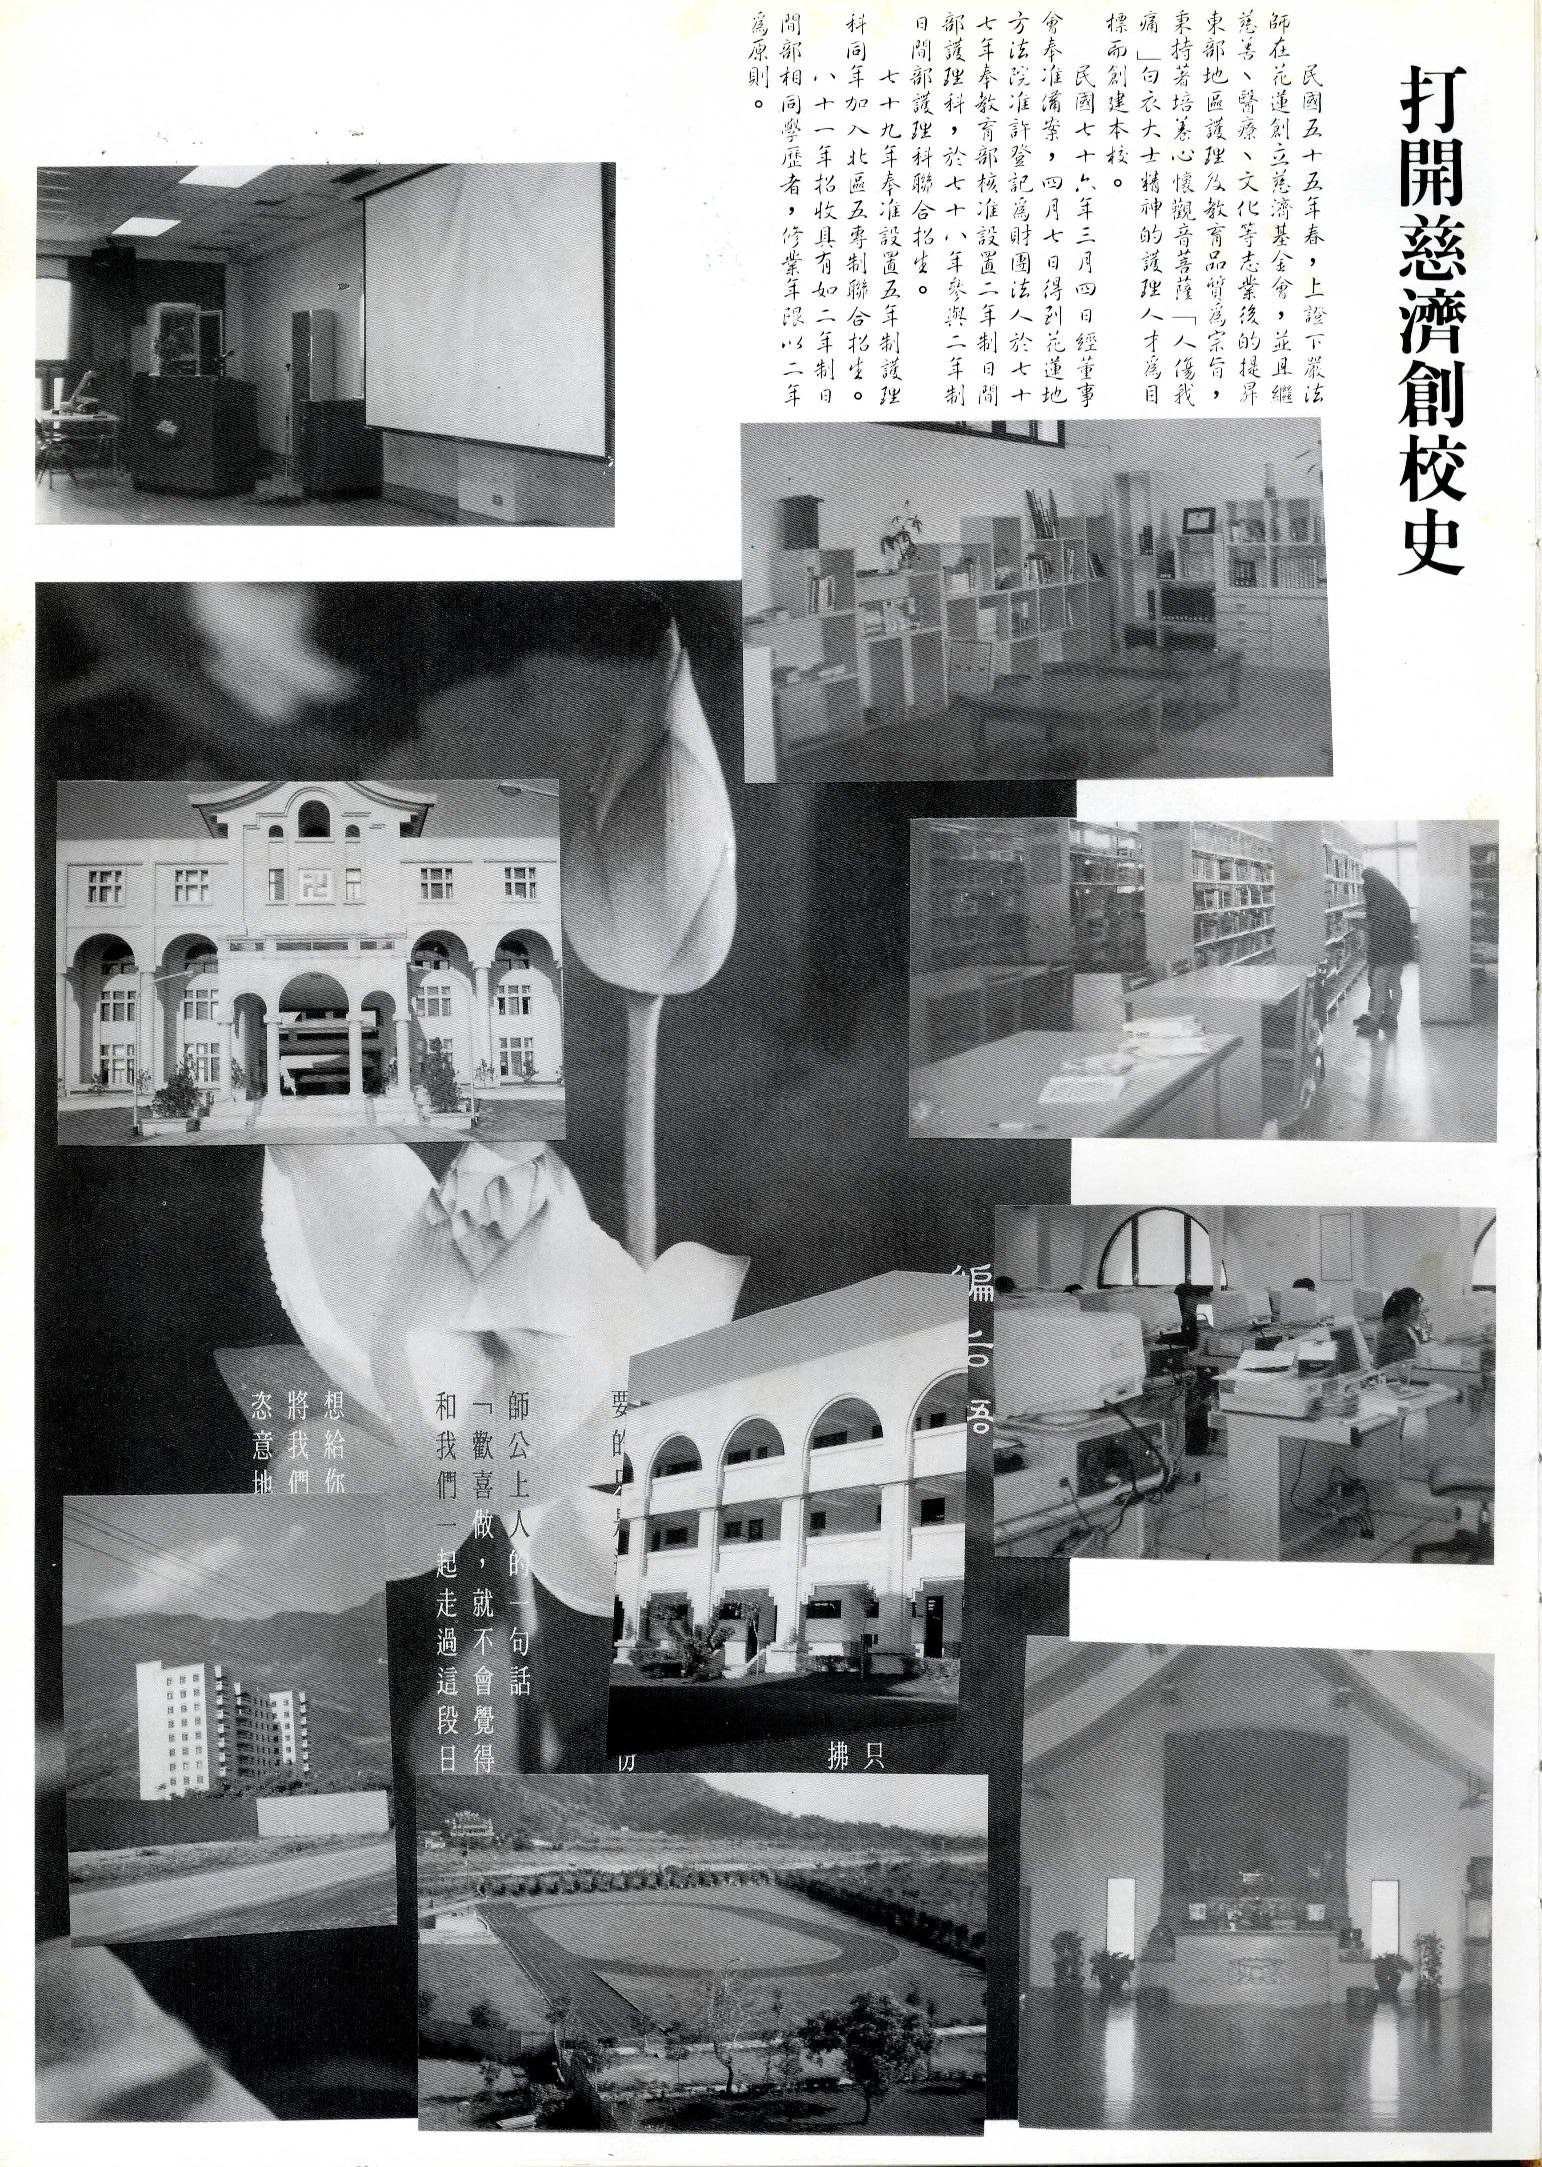 打開慈濟創校史
民國五十五年春，上證下嚴法
師在花蓮創立慈濟基金會，並且繼
慈善、醫療、文化等志業後的提昇
東部地區護理及教育品質為宗旨，
秉持著培養心懷觀音菩薩「人傷我
痛」白衣大士精神的護理人才為目
標而創建本校。
民國七十六年三月四日經董事
會奉准備案，四月七日得到花蓮地
方法院准許登記為財團法人於七十
七年奉教育部核准設置二年制日間
部護理科，於七十八年參與二年制
日間部護理科聯合招生。
七十九年奉准設置五年制護理
科同年加入北區五專制聯合招生。
八十一年招收具有如二年制日
間部相同學歷者，修業年限以二年
為原則。
編 二〇 五〇
只
拂
要的
師公上人的一句話
「歡喜做，就不會覺得
和我們一起走過這段日
想給你
將我們
恣意地
卍